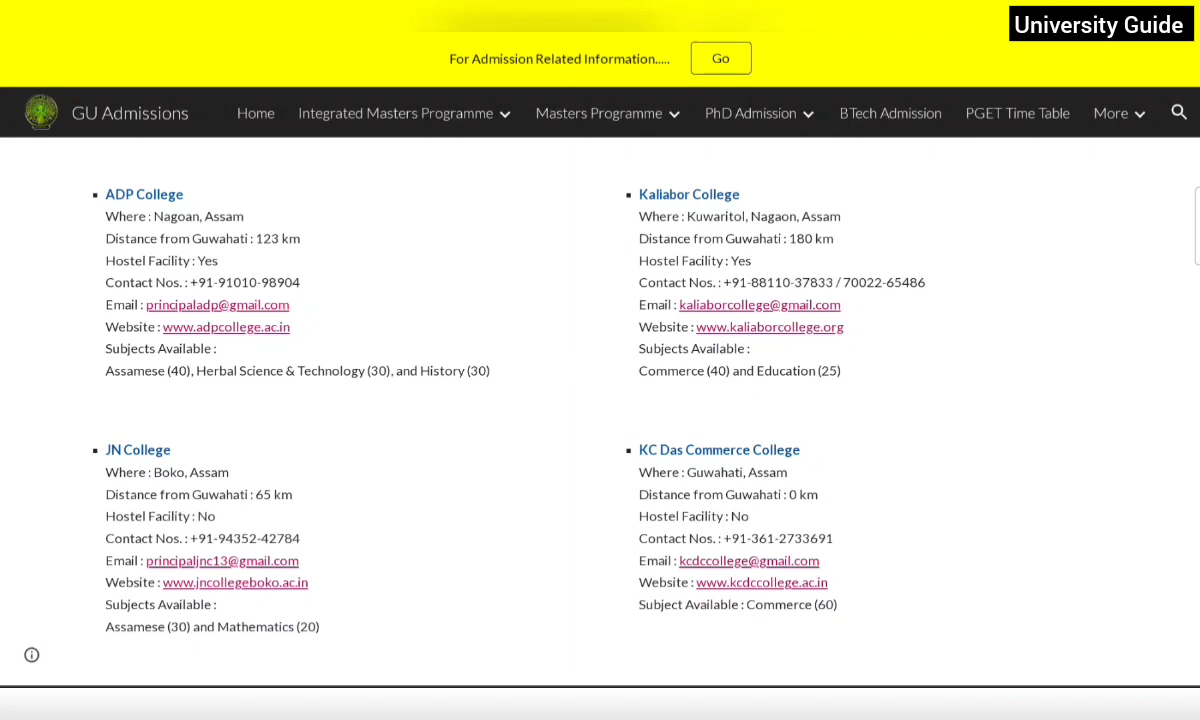 University Guide
For Admission Related Information..... Go
GU Admissions Home Integrated Masters Programme Masters Programme PhD Admission BTech Admission PGET Time Table More
ADP College
Where : Nagoan, Assam
Distance from Guwahati : 123 km
Hostel Facility : Yes
Contact Nos. : +91-91010-98904
Email : principaladp@gmail.com
Website : www.adpcollege.ac.in
Subjects Available :
Assamese (40), Herbal Science & Technology (30), and History (30)
Kaliabor College
Where : Kuwaritol, Nagaon, Assam
Distance from Guwahati : 180 km
Hostel Facility : Yes
Contact Nos. : +91-88110-37833 / 70022-65486
Email : kaliaborcollege@gmail.com
Website : www.kaliaborcollege.org
Subjects Available :
Commerce (40) and Education (25)
JN College
Where : Boko, Assam
Distance from Guwahati : 65 km
Hostel Facility : No
Contact Nos. : +91-94352-42784
Email : principaljnc13@gmail.com
Website : www.jncollegeboko.ac.in
Subjects Available :
Assamese (30) and Mathematics (20)
KC Das Commerce College
Where : Guwahati, Assam
Distance from Guwahati : 0 km
Hostel Facility : No
Contact Nos. : +91-361-2733691
Email : kcdccollege@gmail.com
Website : www.kcdccollege.ac.in
Subject Available : Commerce (60)